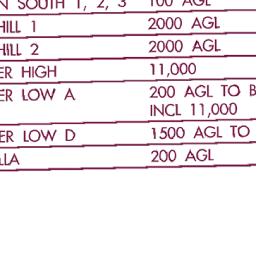 SOUTH 1, 2, 3 100 AGL
HILL 1 2000 AGL
HILL 2 2000 AGL
ER HIGH 11,000
ER LOW A 200 AGL TO
INCL 11,000
ER LOW D 1500 AGL TO
LLA 200 AGL